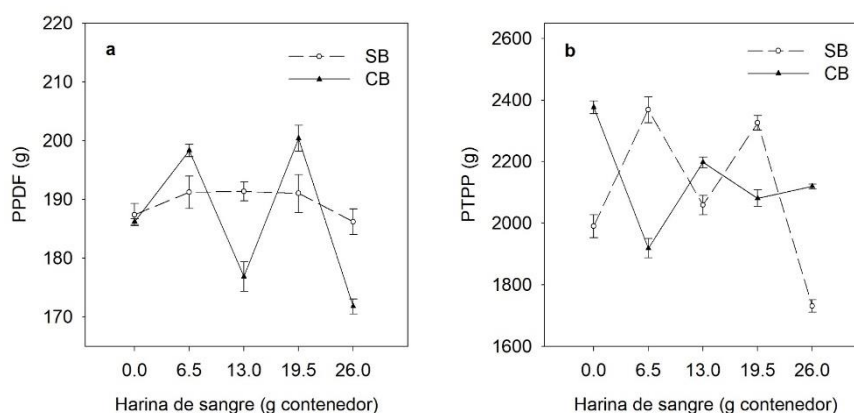 a
SB
CB
PPDF (g)
220
210
200
190
180
170
0.0 6.5 13.0 19.5 26.0
Harina de sangre (g contenedor)
b
SB
CB
PTPP (g)
2600
2400
2200
2000
1800
1600
0.0 6.5 13.0 19.5 26.0
Harina de sangre (g contenedor)